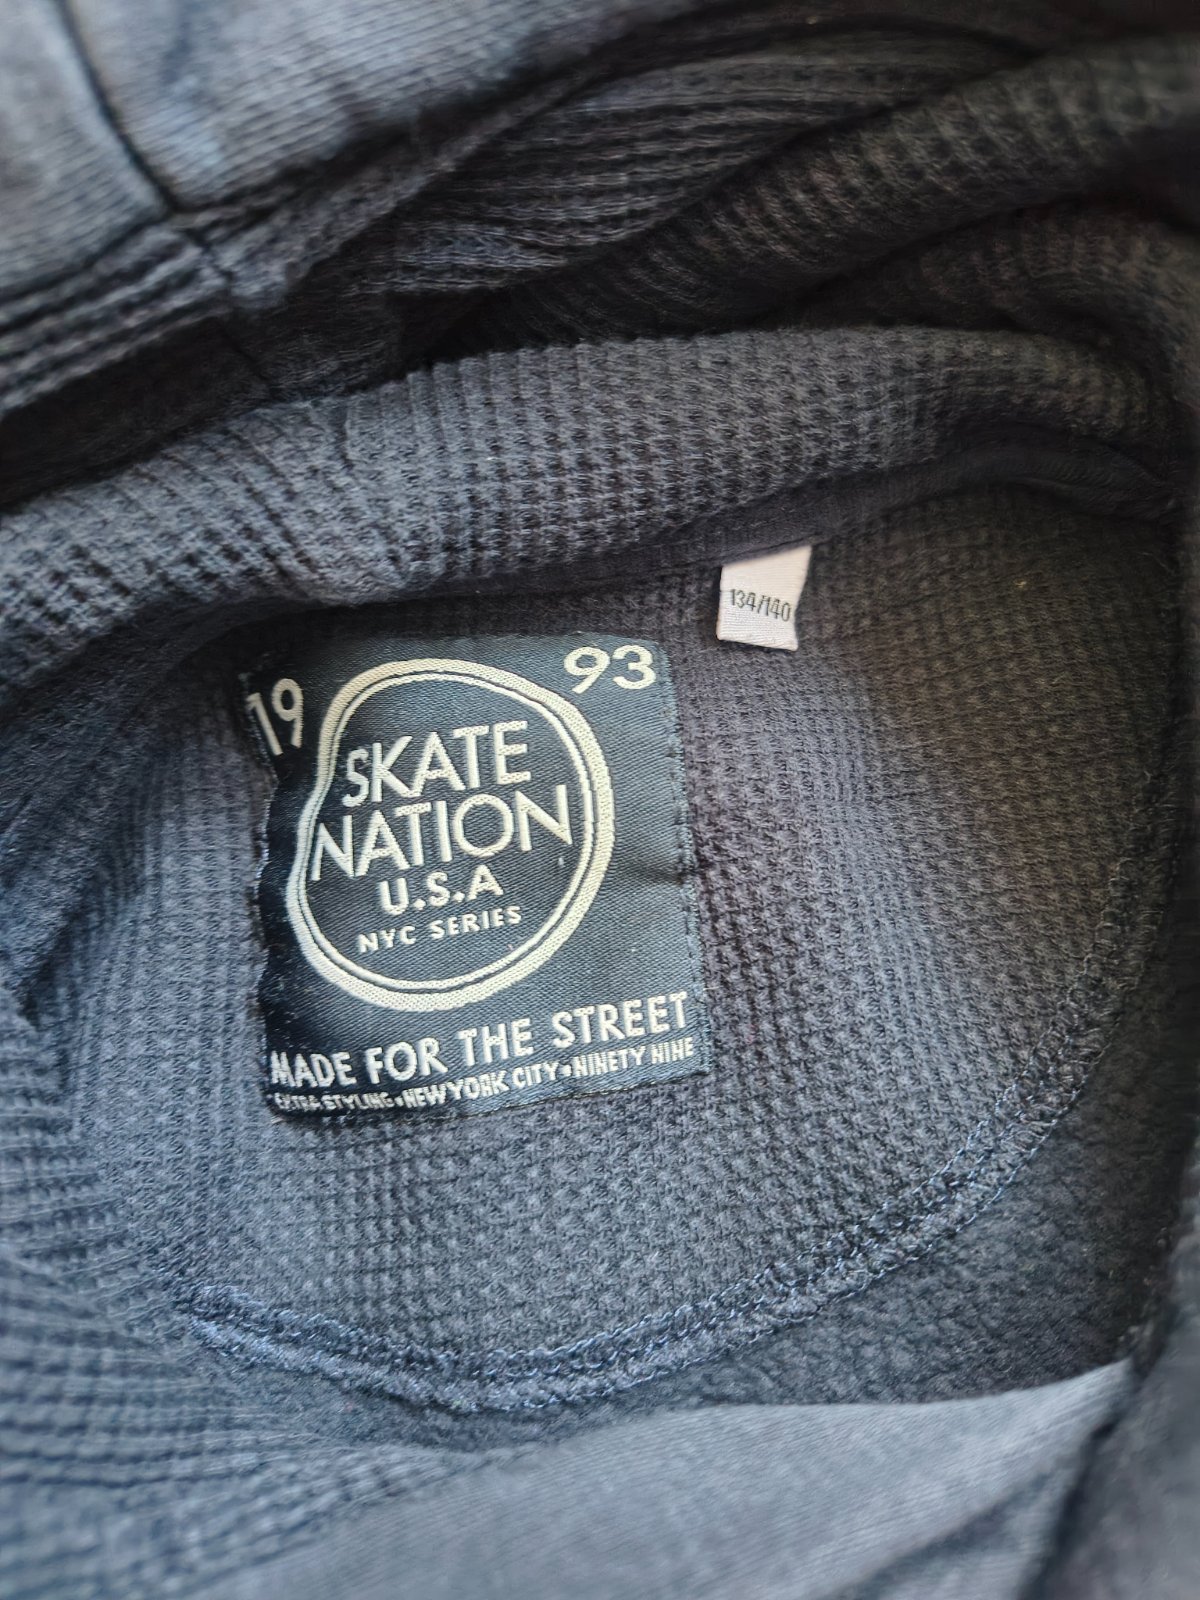 134/140
19 93
SKATE
NATION
U.S.A
NYC SERIES
MADE FOR THE STREET
EXTRA STYLING•NEW YORK CITY•NINETY NINE